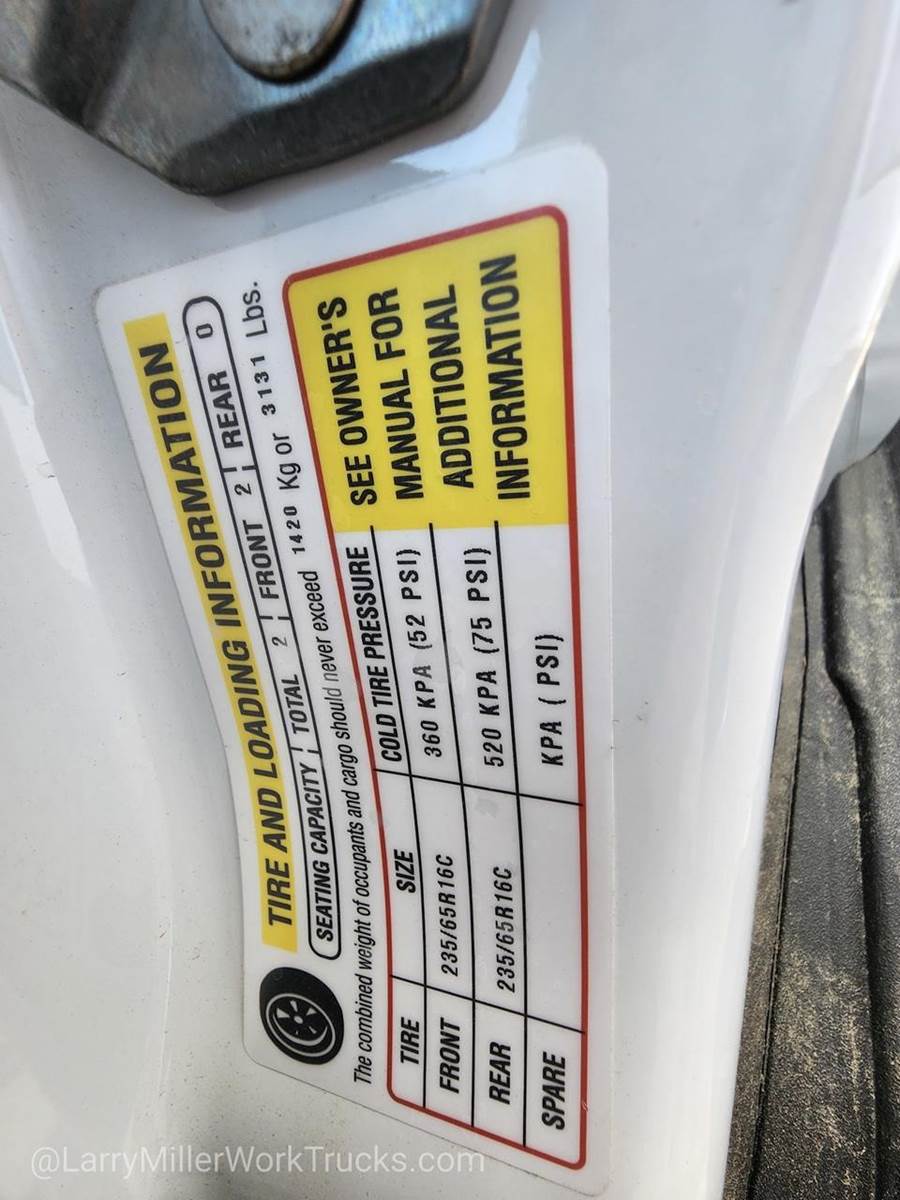 TIRE AND LOADING INFORMATION
SEATING CAPACITY TOTAL 2 FRONT 2 REAR 0
The combined weight of occupants and cargo should never exceed 1420 Kg or 3131 Lbs.
TIRE SIZE COLD TIRE PRESSURE
FRONT 235/65R16C 360 KPA (52 PSI)
REAR 235/65R16C 520 KPA (75 PSI)
SPARE KPA ( PSI)
SEE OWNER'S
MANUAL FOR
ADDITIONAL
INFORMATION
@LarryMillerWorkTrucks.com